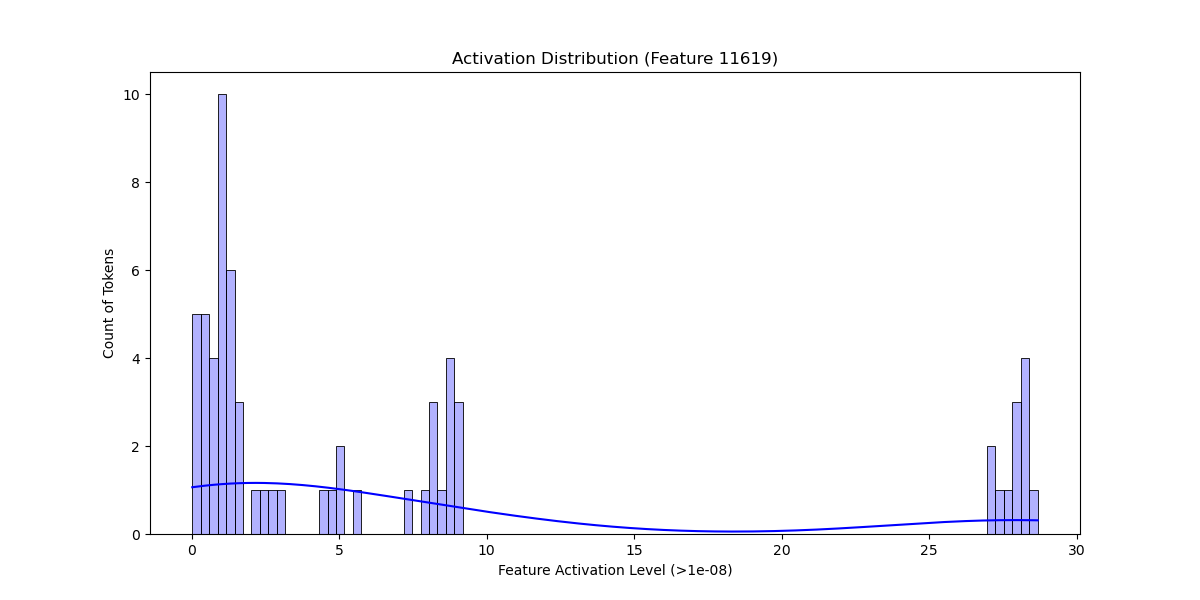 Activation Distribution (Feature 11619)
10
8
6
4
2
0
Count of Tokens
0 5 10 15 20 25 30
Feature Activation Level (>1e-08)